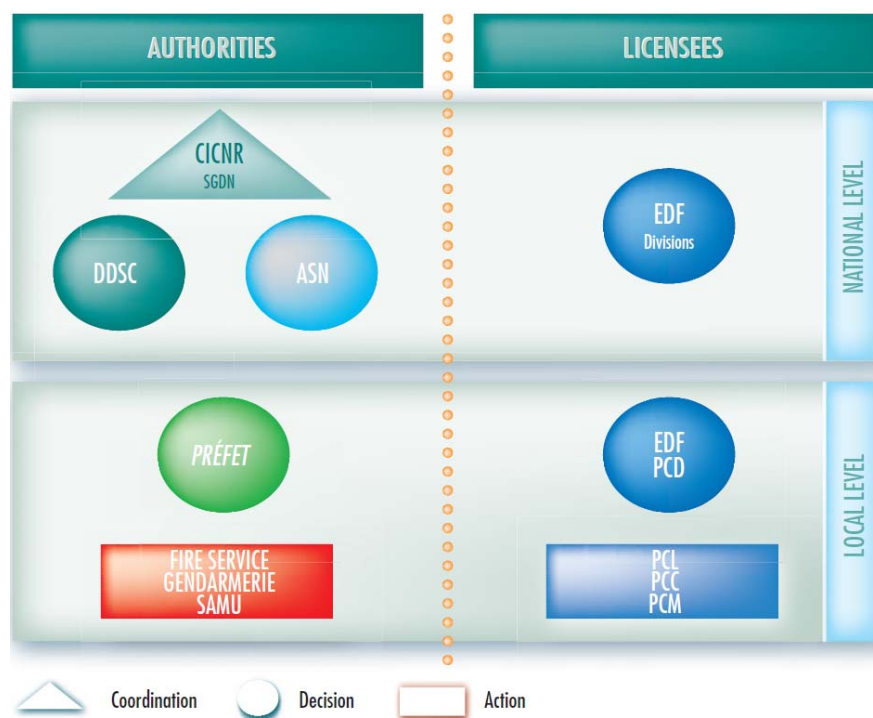 AUTHORITIES
LICENSEES
CICNR
SGDN
DDSC
ASN
EDF
Divisions
NATIONAL LEVEL
PRÉFET
EDF
PCD
FIRE SERVICE
GENDARMERIE
SAMU
PCL
PCC
PCM
LOCAL LEVEL
Coordination
Decision
Action